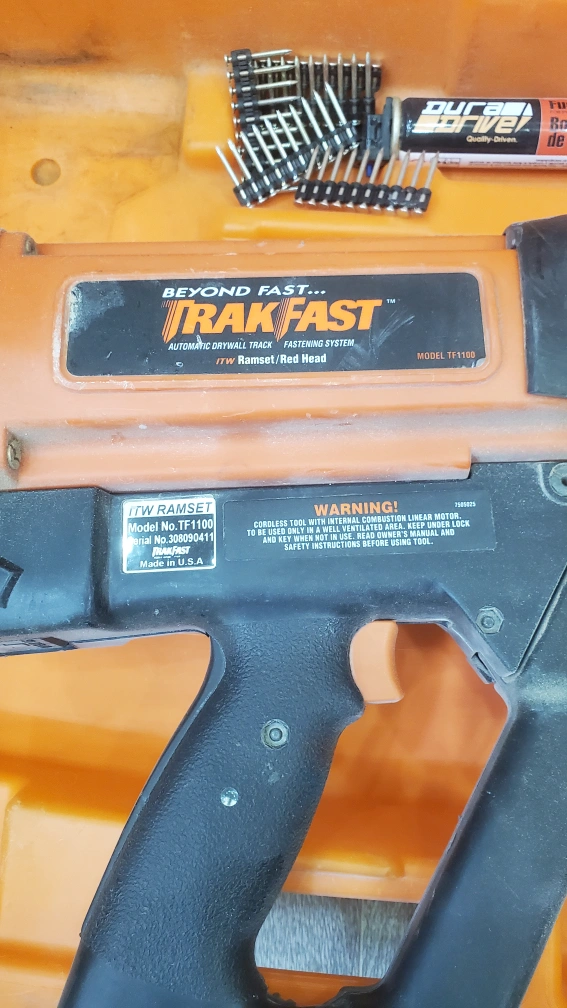 DURA
DRIVE
Quality-Driven.
BEYOND FAST...
TRAKFAST™
AUTOMATIC DRYWALL TRACK FASTENING SYSTEM
ITW Ramset/Red Head
MODEL TF1100
ITW RAMSET
Model No.TF1100
Serial No.308090411
TRAKFAST
Made in U.S.A
WARNING!
7505025
CORDLESS TOOL WITH INTERNAL COMBUSTION LINEAR MOTOR.
TO BE USED ONLY IN A WELL VENTILATED AREA. KEEP UNDER LOCK
AND KEY WHEN NOT IN USE. READ OWNER'S MANUAL AND
SAFETY INSTRUCTIONS BEFORE USING TOOL.